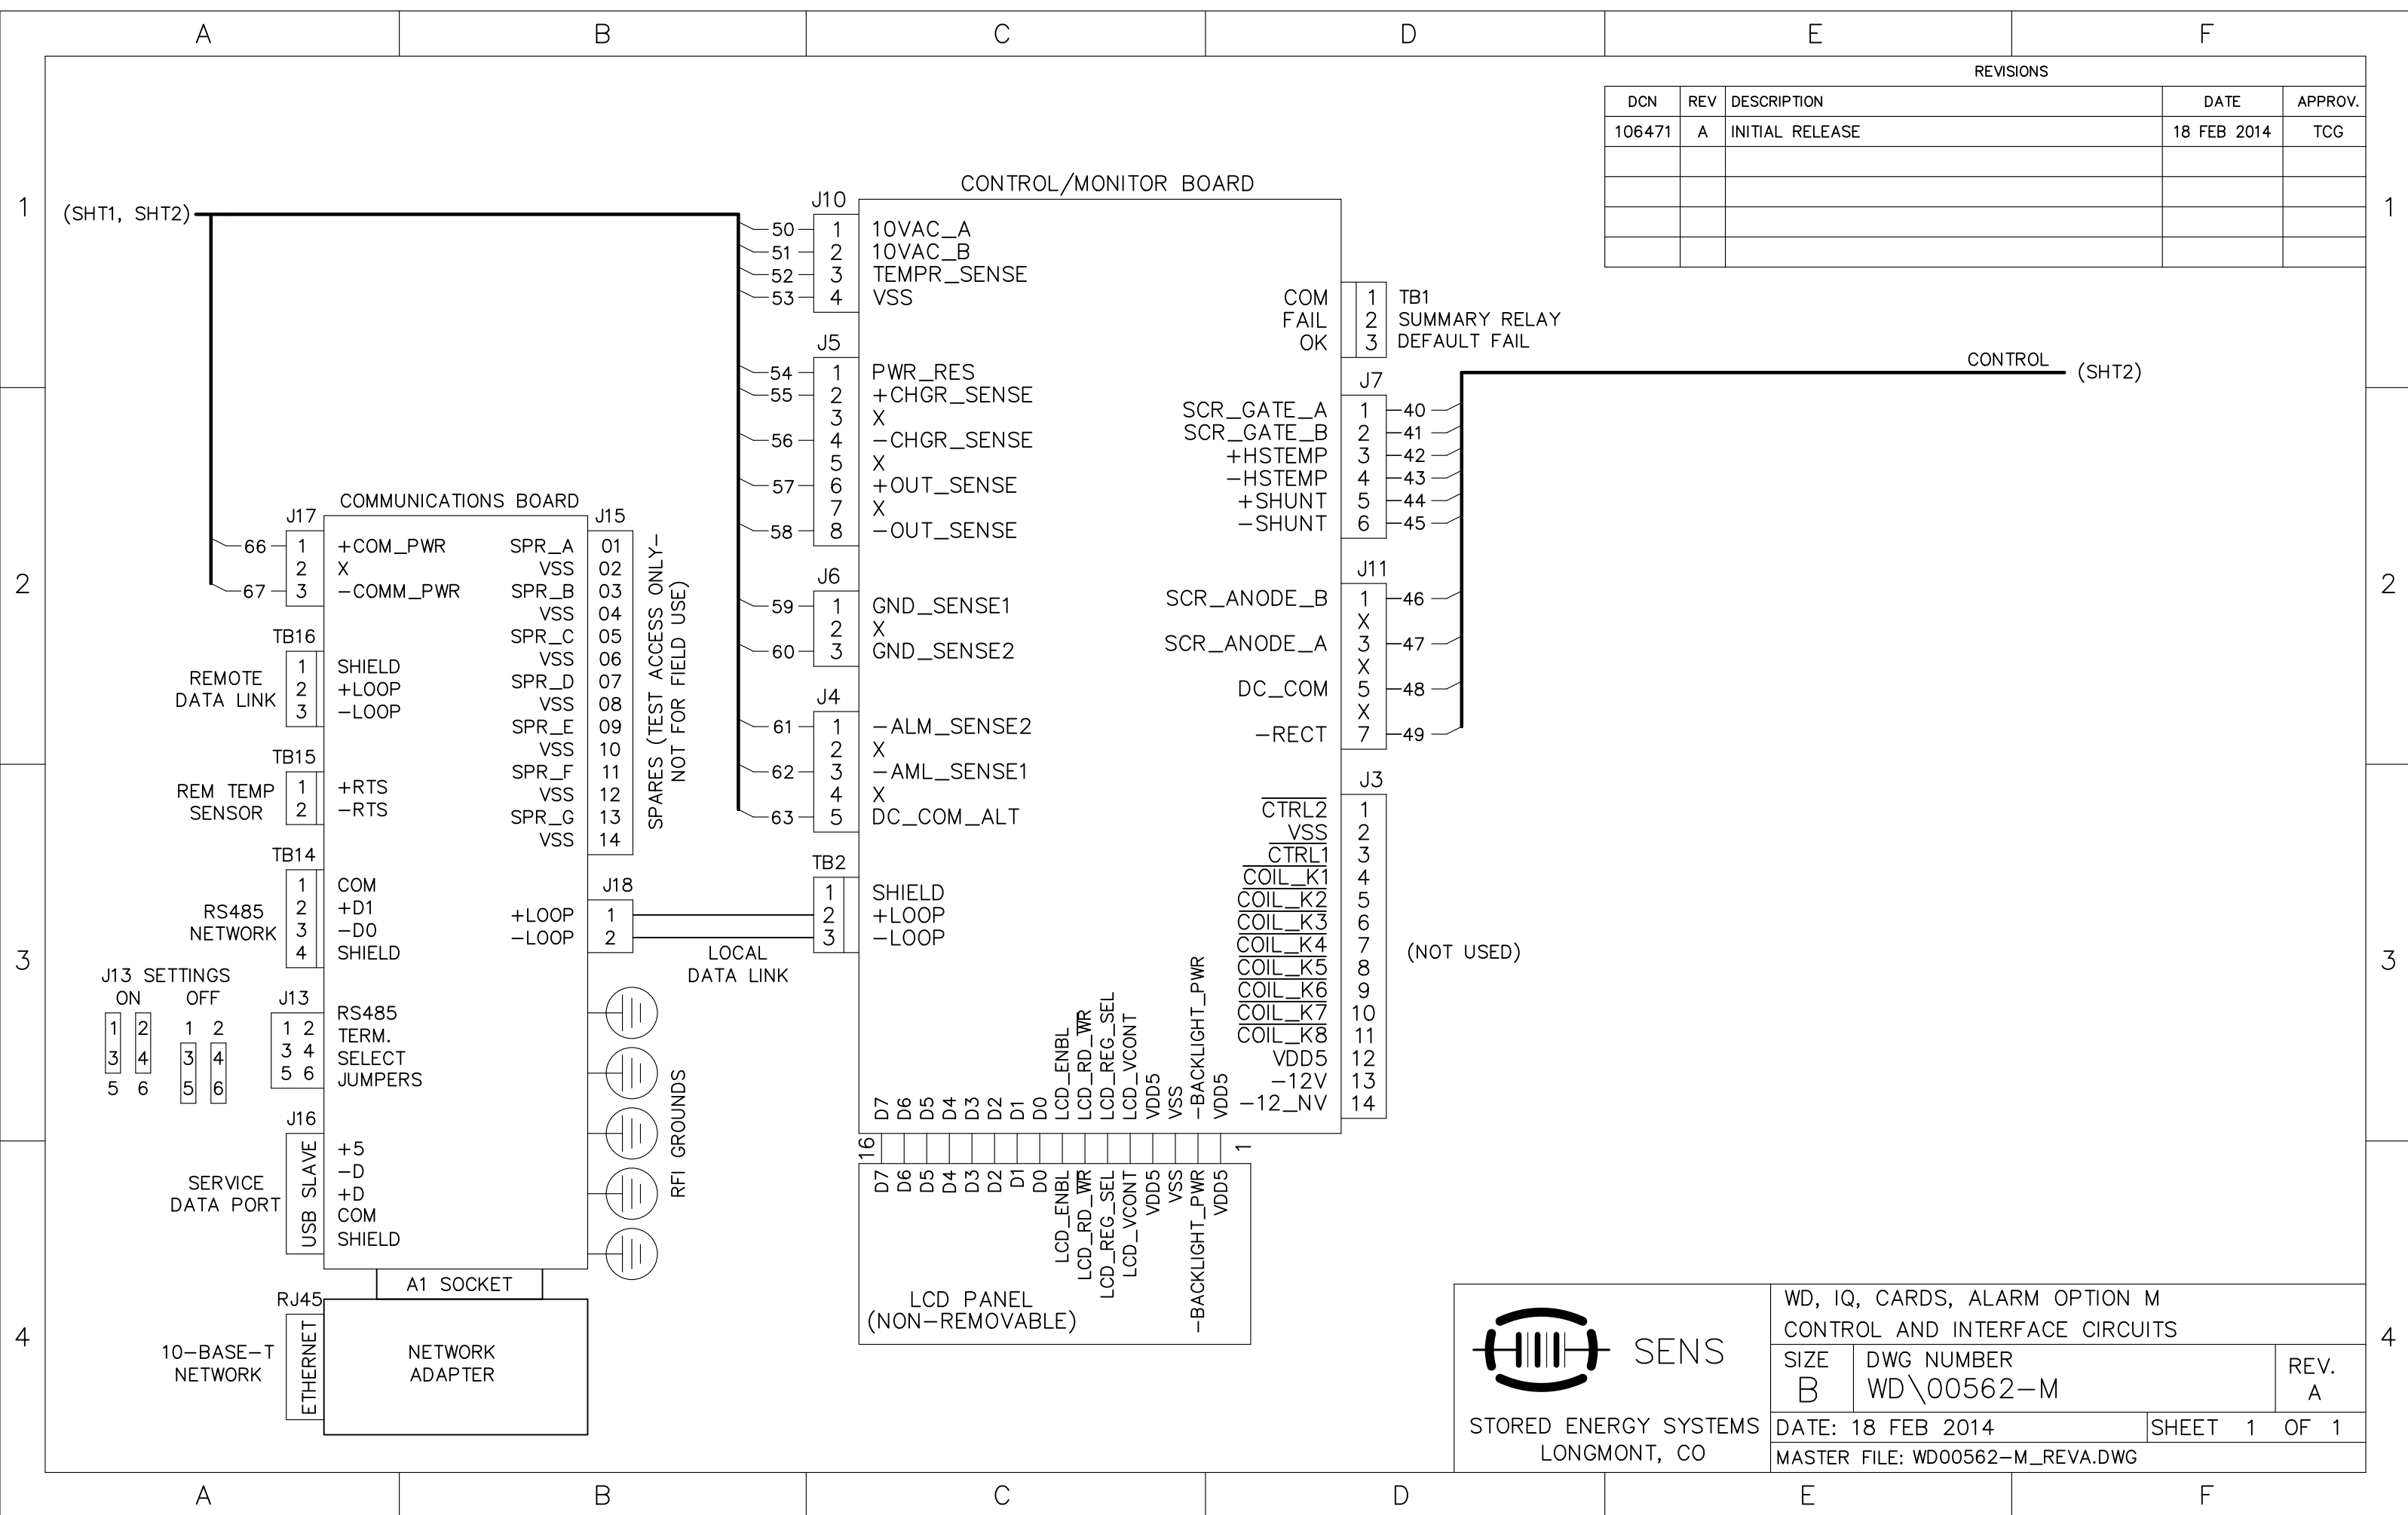 A B C D E F
REVISIONS
DCN REV DESCRIPTION DATE APPROV.
106471 A INITIAL RELEASE 18 FEB 2014 TCG
1
1
2
2
3
3
4
4
(SHT1, SHT2)
CONTROL/MONITOR BOARD
J10
50 1 10VAC_A
51 2 10VAC_B
52 3 TEMPR_SENSE
53 4 VSS
J5
54 1 PWR_RES
55 2 +CHGR_SENSE
3 X
56 4 -CHGR_SENSE
5 X
57 6 +OUT_SENSE
7 X
58 8 -OUT_SENSE
J6
59 1 GND_SENSE1
2 X
60 3 GND_SENSE2
J4
61 1 -ALM_SENSE2
2 X
62 3 -AML_SENSE1
4 X
63 5 DC_COM_ALT
TB2
1 SHIELD
2 +LOOP
3 -LOOP
COM 1 TB1
FAIL 2 SUMMARY RELAY
OK 3 DEFAULT FAIL
CONTROL (SHT2)
J7
SCR_GATE_A 1 40
SCR_GATE_B 2 41
+HSTEMP 3 42
-HSTEMP 4 43
+SHUNT 5 44
-SHUNT 6 45
J11
SCR_ANODE_B 1 46
X
SCR_ANODE_A 3 47
X
DC_COM 5 48
X
-RECT 7 49
J3
CTRL2 1
VSS 2
CTRL1 3
COIL_K1 4
COIL_K2 5
COIL_K3 6
COIL_K4 7
COIL_K5 8
COIL_K6 9
COIL_K7 10
COIL_K8 11
VDD5 12
-12V 13
-12_NV 14
(NOT USED)
COMMUNICATIONS BOARD
J17
66 1 +COM_PWR
2 X
67 3 -COMM_PWR
TB16
REMOTE
DATA LINK
1 SHIELD
2 +LOOP
3 -LOOP
TB15
REM TEMP
SENSOR
1 +RTS
2 -RTS
TB14
RS485
NETWORK
1 COM
2 +D1
3 -D0
4 SHIELD
J13 SETTINGS
ON OFF
1 2 1 2
3 4 3 4
5 6 5 6
J13
1 2
3 4
5 6
RS485
TERM.
SELECT
JUMPERS
J16
SERVICE
DATA PORT
USB SLAVE
+5
-D
+D
COM
SHIELD
A1 SOCKET
RJ45
10-BASE-T
NETWORK
ETHERNET
NETWORK
ADAPTER
J15
SPR_A 01
VSS 02
SPR_B 03
VSS 04
SPR_C 05
VSS 06
SPR_D 07
VSS 08
SPR_E 09
VSS 10
SPR_F 11
VSS 12
SPR_G 13
VSS 14
SPARES (TEST ACCESS ONLY-
NOT FOR FIELD USE)
J18
+LOOP 1
-LOOP 2
LOCAL
DATA LINK
RFI GROUNDS
D7
D6
D5
D4
D3
D2
D1
D0
LCD_ENBL
LCD_RD_WR
LCD_REG_SEL
LCD_VCONT
VDD5
VSS
-BACKLIGHT_PWR
VDD5
16 1
D7
D6
D5
D4
D3
D2
D1
D0
LCD_ENBL
LCD_RD_WR
LCD_REG_SEL
LCD_VCONT
VDD5
VSS
-BACKLIGHT_PWR
VDD5
LCD PANEL
(NON-REMOVABLE)
SENS
STORED ENERGY SYSTEMS
LONGMONT, CO
WD, IQ, CARDS, ALARM OPTION M
CONTROL AND INTERFACE CIRCUITS
SIZE DWG NUMBER REV.
B WD\00562-M A
DATE: 18 FEB 2014 SHEET 1 OF 1
MASTER FILE: WD00562-M_REVA.DWG
A B C D E F